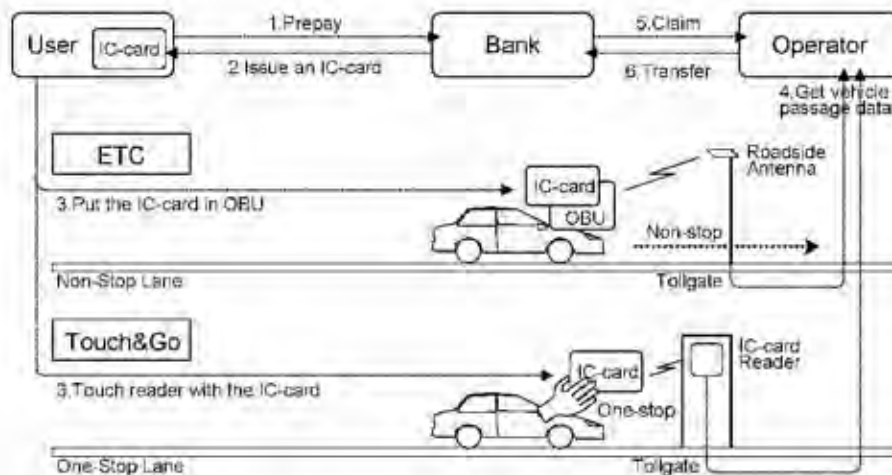 User
IC-card
1.Prepay
2 Issue an IC-card
Bank
5.Claim
6.Transfer
Operator
4.Get vehicle
passage data
ETC
3.Put the IC-card in OBU
IC-card
OBU
Roadside
Antenna
Non-stop
Non-Stop Lane
Tollgate
Touch&Go
3.Touch reader with the IC-card
IC-card
One-stop
IC-card
Reader
One-Stop Lane
Tollgate